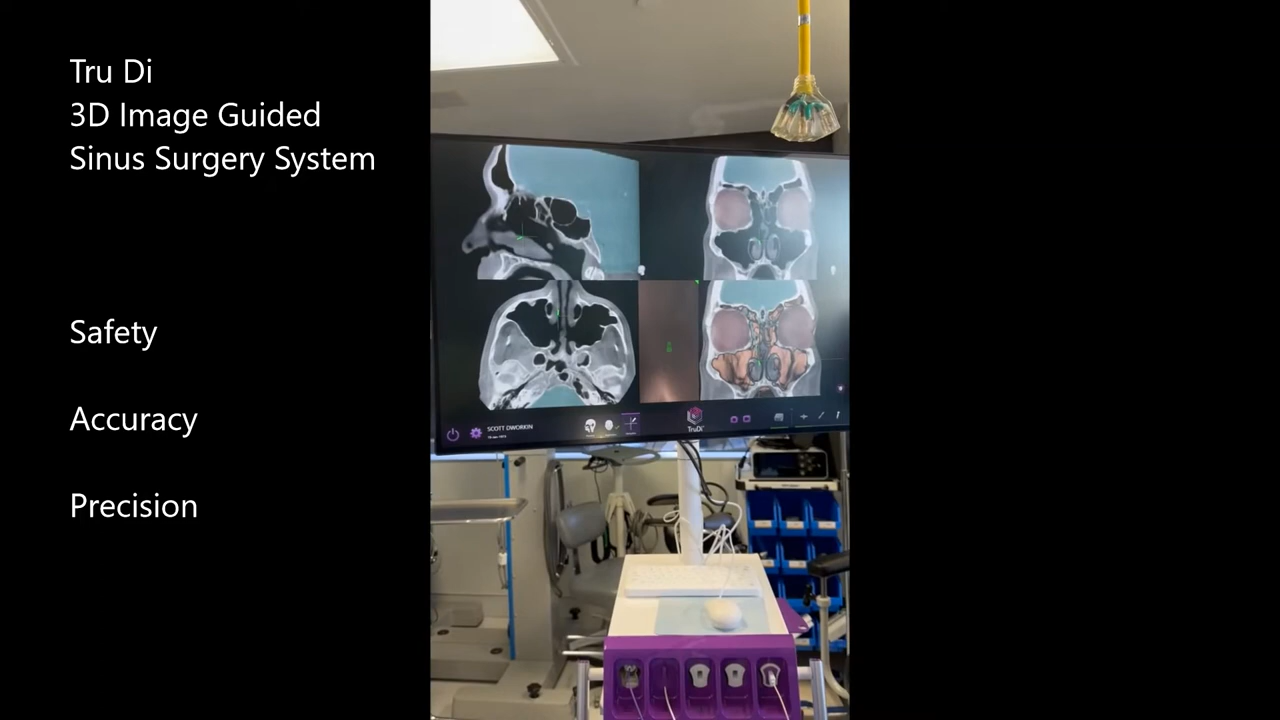 Tru Di
3D Image Guided
Sinus Surgery System
Safety
Accuracy
Precision
SCOTT DWORKIN
TruDi